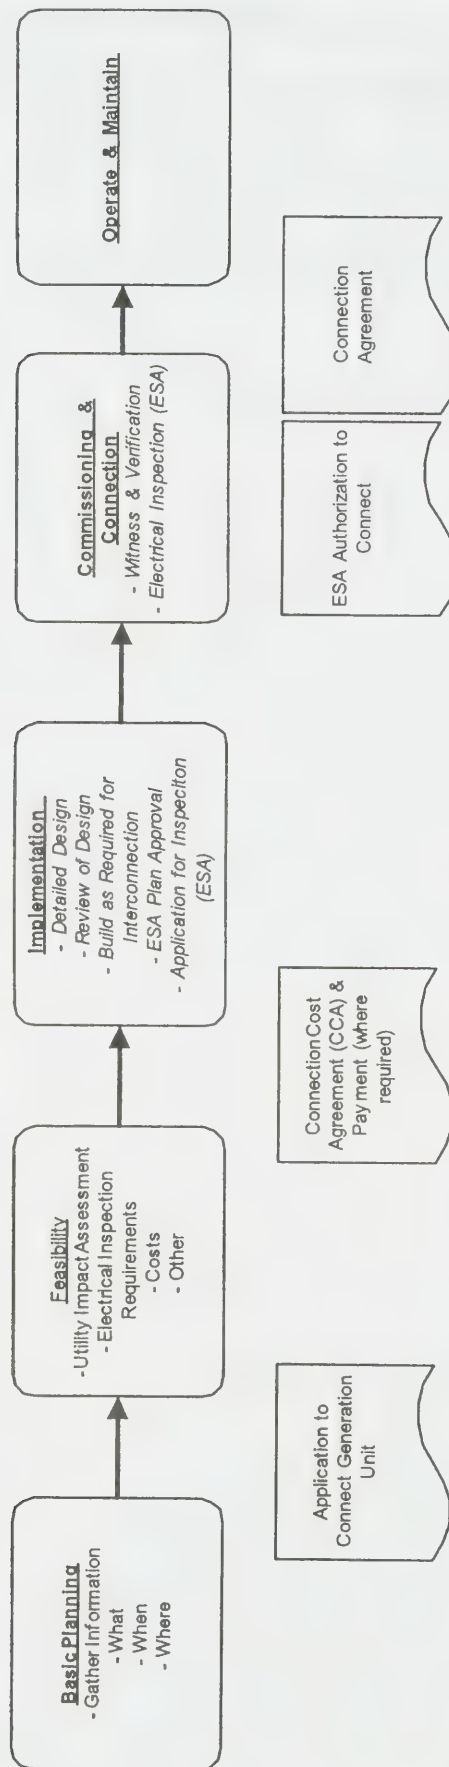 Basic Planning
- Gather Information
- What
- When
- Where
Feasibility
- Utility Impact Assessment
- Electrical Inspection
Requirements
- Costs
- Other
Implementation
- Detailed Design
- Review of Design
- Build as Required for
Interconnection
- ESA Plan Approval
- Application for Inspeciton
(ESA)
Commissioning &
Connection
- Witness & Verification
- Electrical Inspection (ESA)
Operate & Maintain
Application to
Connect Generation
Unit
Connection Cost
Agreement (CCA) &
Payment (where
required)
ESA Authorization to
Connect
Connection
Agreement